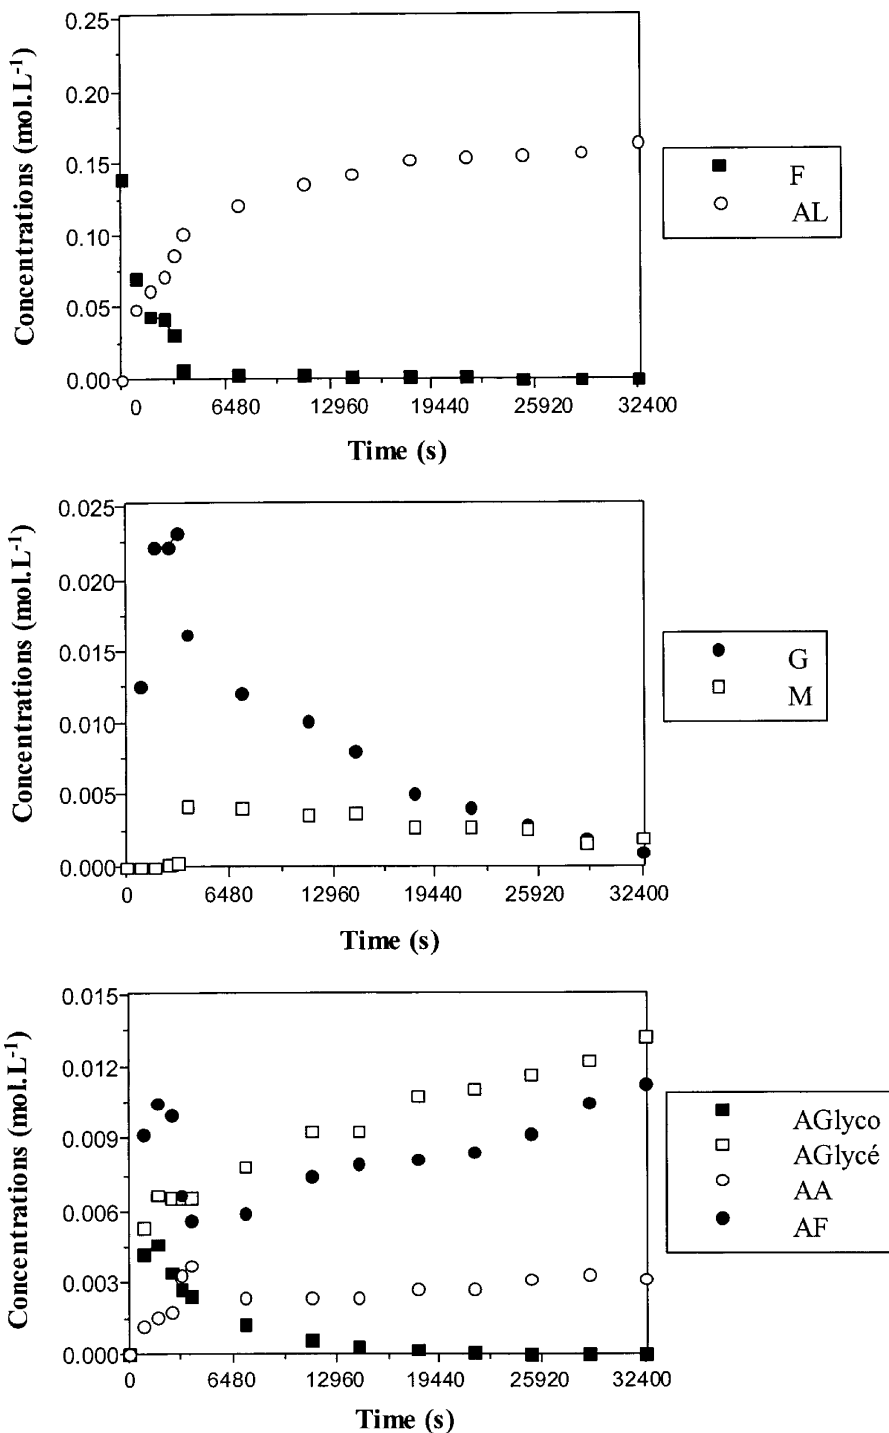 Concentrations (mol.L-1)
0.25
0.20
0.15
0.10
0.05
0.00
0 6480 12960 19440 25920 32400
Time (s)
F
AL
Concentrations (mol.L-1)
0.025
0.020
0.015
0.010
0.005
0.000
0 6480 12960 19440 25920 32400
Time (s)
G
M
Concentrations (mol.L-1)
0.015
0.012
0.009
0.006
0.003
0.000
0 6480 12960 19440 25920 32400
Time (s)
AGlyco
AGlycé
AA
AF